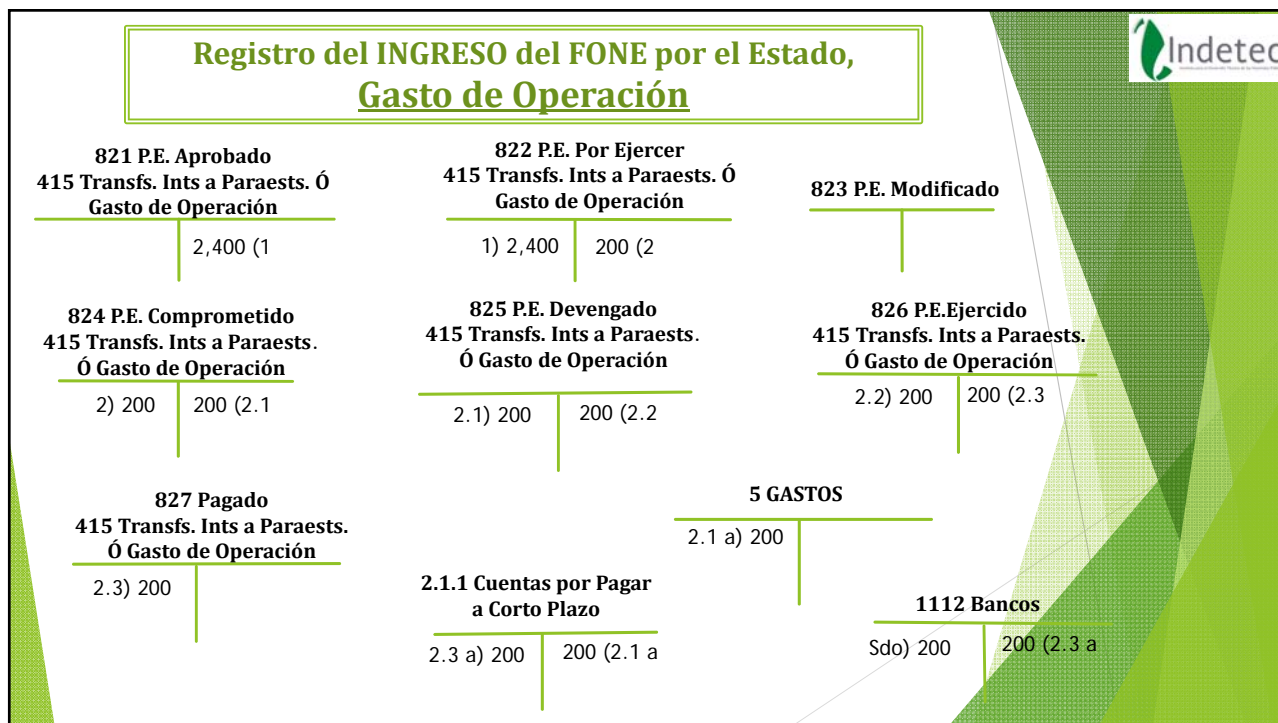 Registro del INGRESO del FONE por el Estado,
Gasto de Operación
Indetec
821 P.E. Aprobado
415 Transfs. Ints a Paraests. Ó
Gasto de Operación
2,400 (1
822 P.E. Por Ejercer
415 Transfs. Ints a Paraests. Ó
Gasto de Operación
1) 2,400 200 (2
823 P.E. Modificado
824 P.E. Comprometido
415 Transfs. Ints a Paraests.
Ó Gasto de Operación
2) 200 200 (2.1
825 P.E. Devengado
415 Transfs. Ints a Paraests.
Ó Gasto de Operación
2.1) 200 200 (2.2
826 P.E.Ejercido
415 Transfs. Ints a Paraests.
Ó Gasto de Operación
2.2) 200 200 (2.3
827 Pagado
415 Transfs. Ints a Paraests.
Ó Gasto de Operación
2.3) 200
2.1.1 Cuentas por Pagar
a Corto Plazo
2.3 a) 200 200 (2.1 a
5 GASTOS
2.1 a) 200
1112 Bancos
Sdo) 200 200 (2.3 a